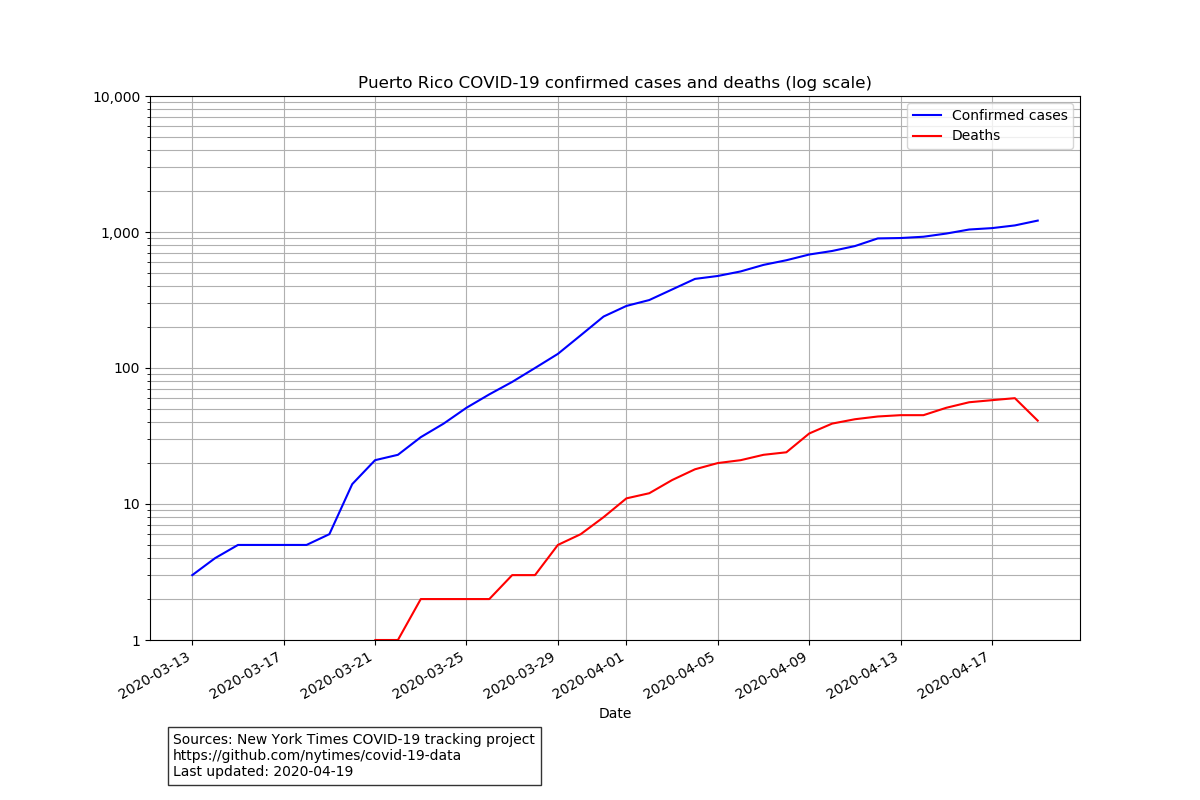 Puerto Rico COVID-19 confirmed cases and deaths (log scale)
10,000
1,000
100
10
1
Confirmed cases
Deaths
2020-03-13
2020-03-17
2020-03-21
2020-03-25
2020-03-29
2020-04-01
2020-04-05
2020-04-09
2020-04-13
2020-04-17
Date
Sources: New York Times COVID-19 tracking project
https://github.com/nytimes/covid-19-data
Last updated: 2020-04-19